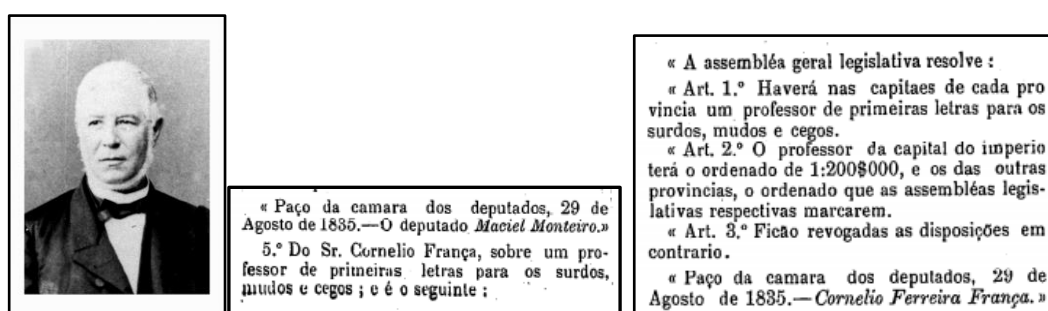 « Paço da camara dos deputados, 29 de
Agosto de 1835.—O deputado Maciel Monteiro.»
5.º Do Sr. Cornelio França, sobre um pro-
fessor de primeiras letras para os surdos,
mudos e cegos ; e é o seguinte :
« A assembléa geral legislativa resolve :
« Art. 1.º Haverá nas capitaes de cada pro
vincia um professor de primeiras letras para os
surdos, mudos e cegos.
« Art. 2.º O professor da capital do imperio
terá o ordenado de 1:200$000, e os das outras
provincias, o ordenado que as assembléas legis-
lativas respectivas marcarem.
« Art. 3.º Ficão revogadas as disposições em
contrario.
« Paço da camara dos deputados, 29 de
Agosto de 1835.—Cornelio Ferreira França. »